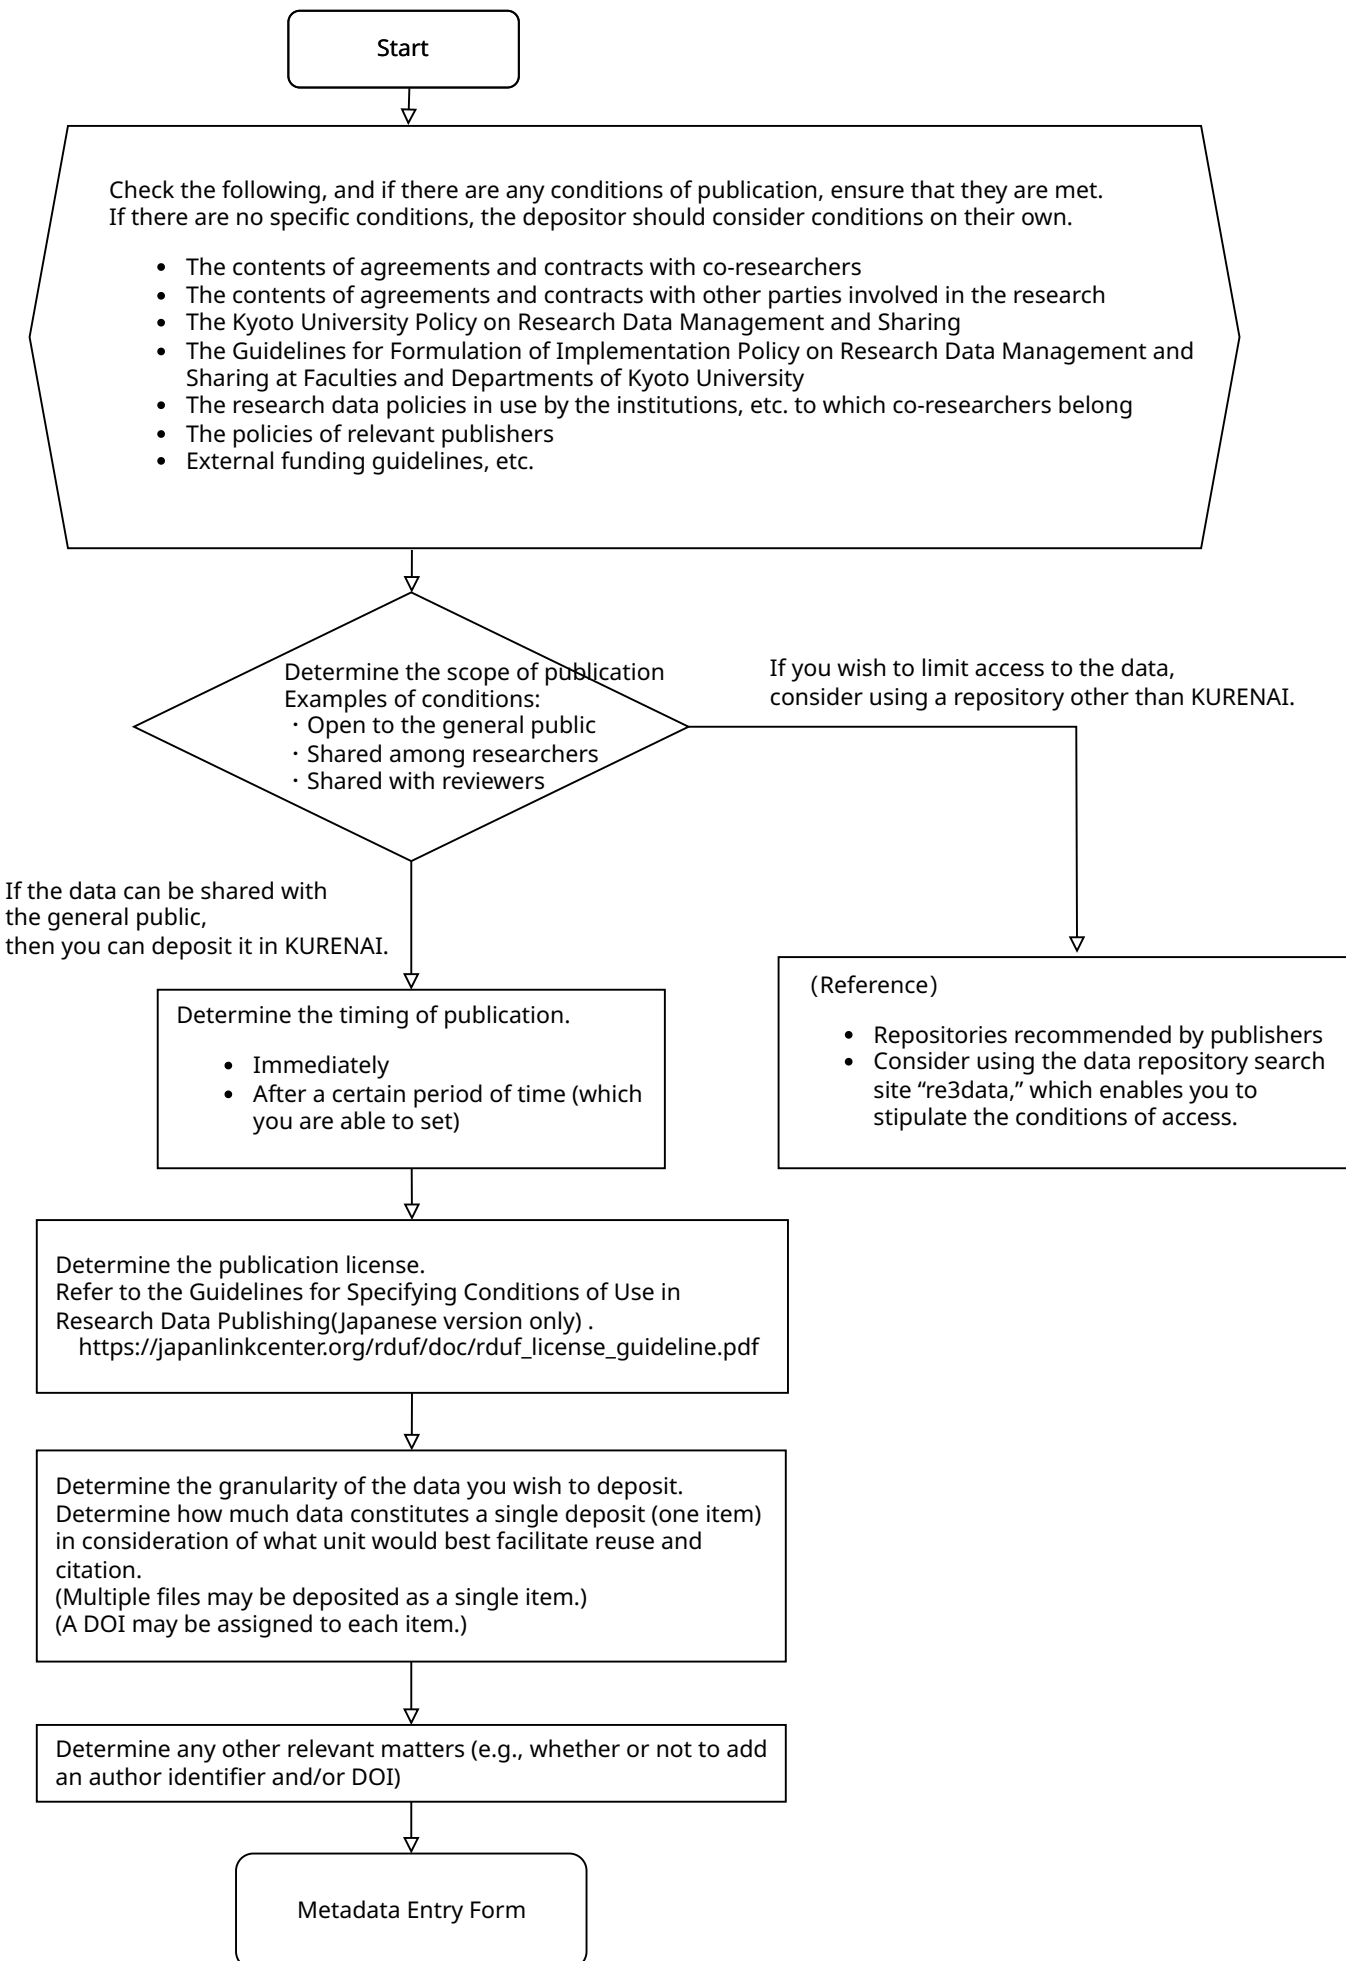 Start
Check the following, and if there are any conditions of publication, ensure that they are met.
If there are no specific conditions, the depositor should consider conditions on their own.
• The contents of agreements and contracts with co-researchers
• The contents of agreements and contracts with other parties involved in the research
• The Kyoto University Policy on Research Data Management and Sharing
• The Guidelines for Formulation of Implementation Policy on Research Data Management and
Sharing at Faculties and Departments of Kyoto University
• The research data policies in use by the institutions, etc. to which co-researchers belong
• The policies of relevant publishers
• External funding guidelines, etc.
Determine the scope of publication
Examples of conditions:
・Open to the general public
・Shared among researchers
・Shared with reviewers
If you wish to limit access to the data,
consider using a repository other than KURENAI.
If the data can be shared with
the general public,
then you can deposit it in KURENAI.
Determine the timing of publication.
• Immediately
• After a certain period of time (which
you are able to set)
（Reference）
• Repositories recommended by publishers
• Consider using the data repository search
site “re3data,” which enables you to
stipulate the conditions of access.
Determine the publication license.
Refer to the Guidelines for Specifying Conditions of Use in
Research Data Publishing(Japanese version only) .
https://japanlinkcenter.org/rduf/doc/rduf_license_guideline.pdf
Determine the granularity of the data you wish to deposit.
Determine how much data constitutes a single deposit (one item)
in consideration of what unit would best facilitate reuse and
citation.
(Multiple files may be deposited as a single item.)
(A DOI may be assigned to each item.)
Determine any other relevant matters (e.g., whether or not to add
an author identifier and/or DOI)
Metadata Entry Form